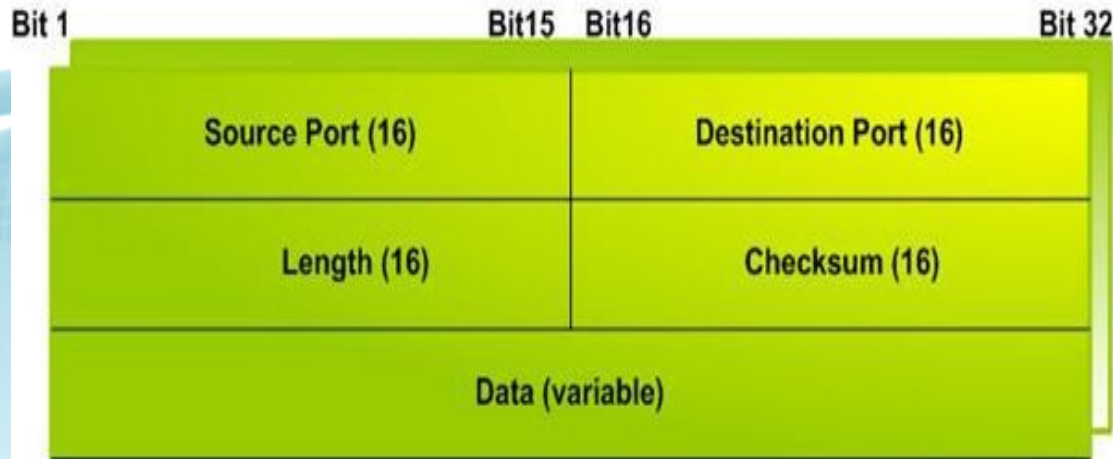 Bit 1 Bit15 Bit16 Bit 32
Source Port (16) Destination Port (16)
Length (16) Checksum (16)
Data (variable)